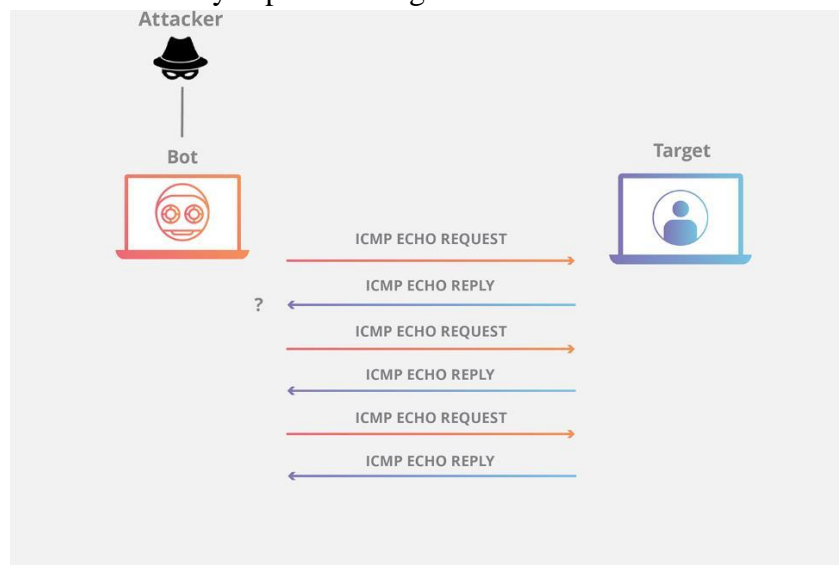 Attacker
Bot
Target
ICMP ECHO REQUEST
ICMP ECHO REPLY
?
ICMP ECHO REQUEST
ICMP ECHO REPLY
ICMP ECHO REQUEST
ICMP ECHO REPLY